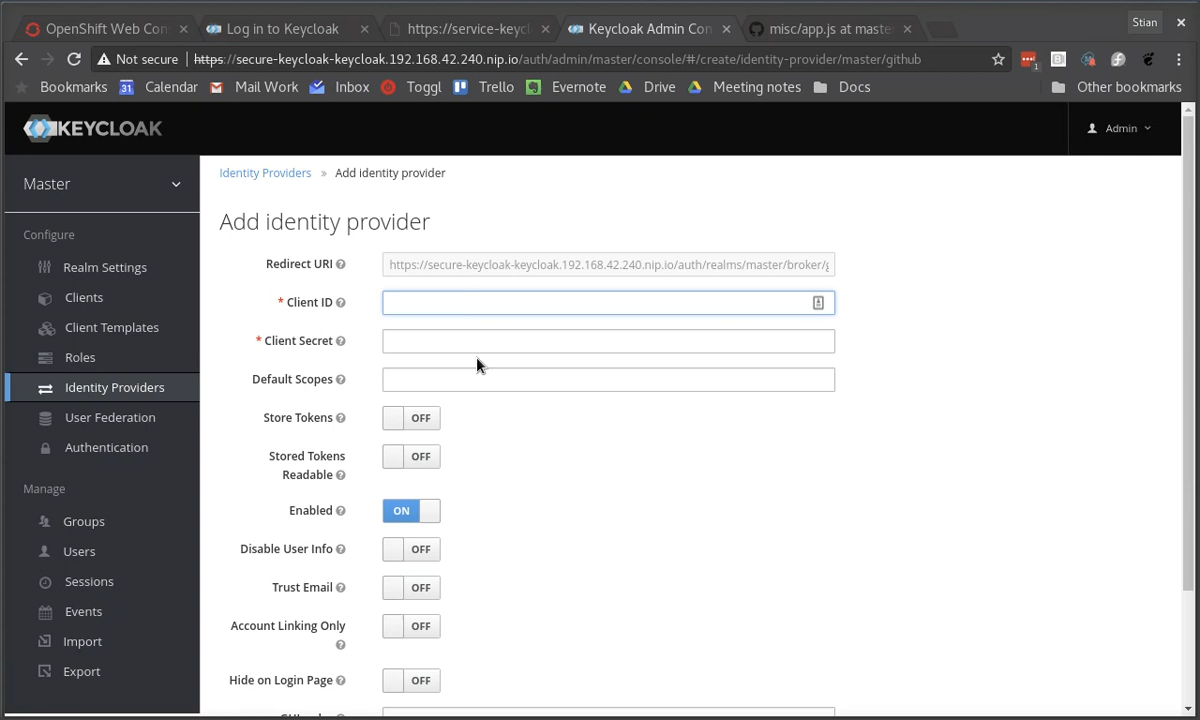 Stian
OpenShift Web Con
Log in to Keycloak
https://service-keycl
Keycloak Admin Con
misc/app.js at maste
Not secure
https://secure-keycloak-keycloak.192.168.42.240.nip.io/auth/admin/master/console/#/create/identity-provider/master/github
1
Bookmarks
31
Calendar
Mail Work
Inbox
Toggl
Trello
Evernote
Drive
Meeting notes
Docs
Other bookmarks
KEYCLOAK
Admin
Master
Identity Providers » Add identity provider
Add identity provider
Configure
Realm Settings
Clients
Client Templates
Roles
Identity Providers
User Federation
Authentication
Manage
Groups
Users
Sessions
Events
Import
Export
Redirect URI
https://secure-keycloak-keycloak.192.168.42.240.nip.io/auth/realms/master/broker/g
* Client ID
* Client Secret
Default Scopes
Store Tokens
OFF
Stored Tokens
Readable
OFF
Enabled
ON
Disable User Info
OFF
Trust Email
OFF
Account Linking Only
OFF
Hide on Login Page
OFF